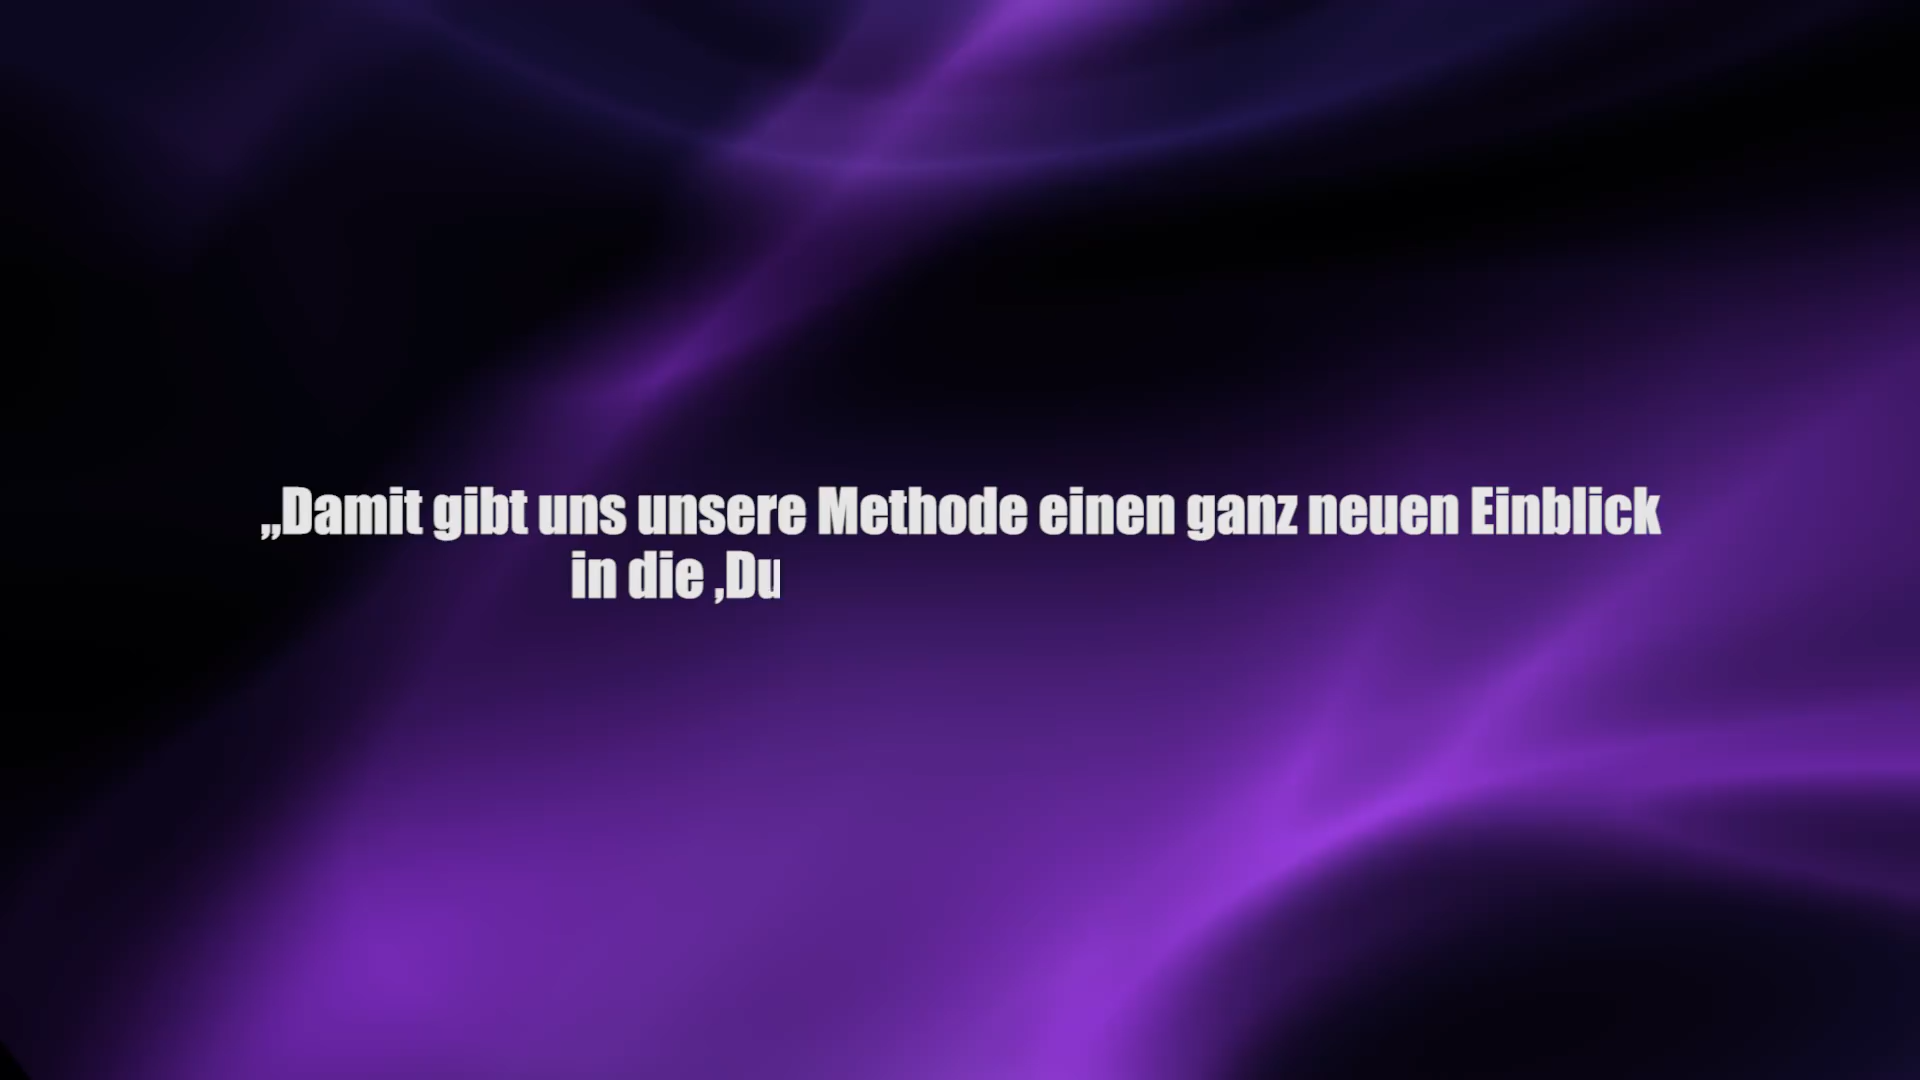 „Damit gibt uns unsere Methode einen ganz neuen Einblick
in die ‚Du